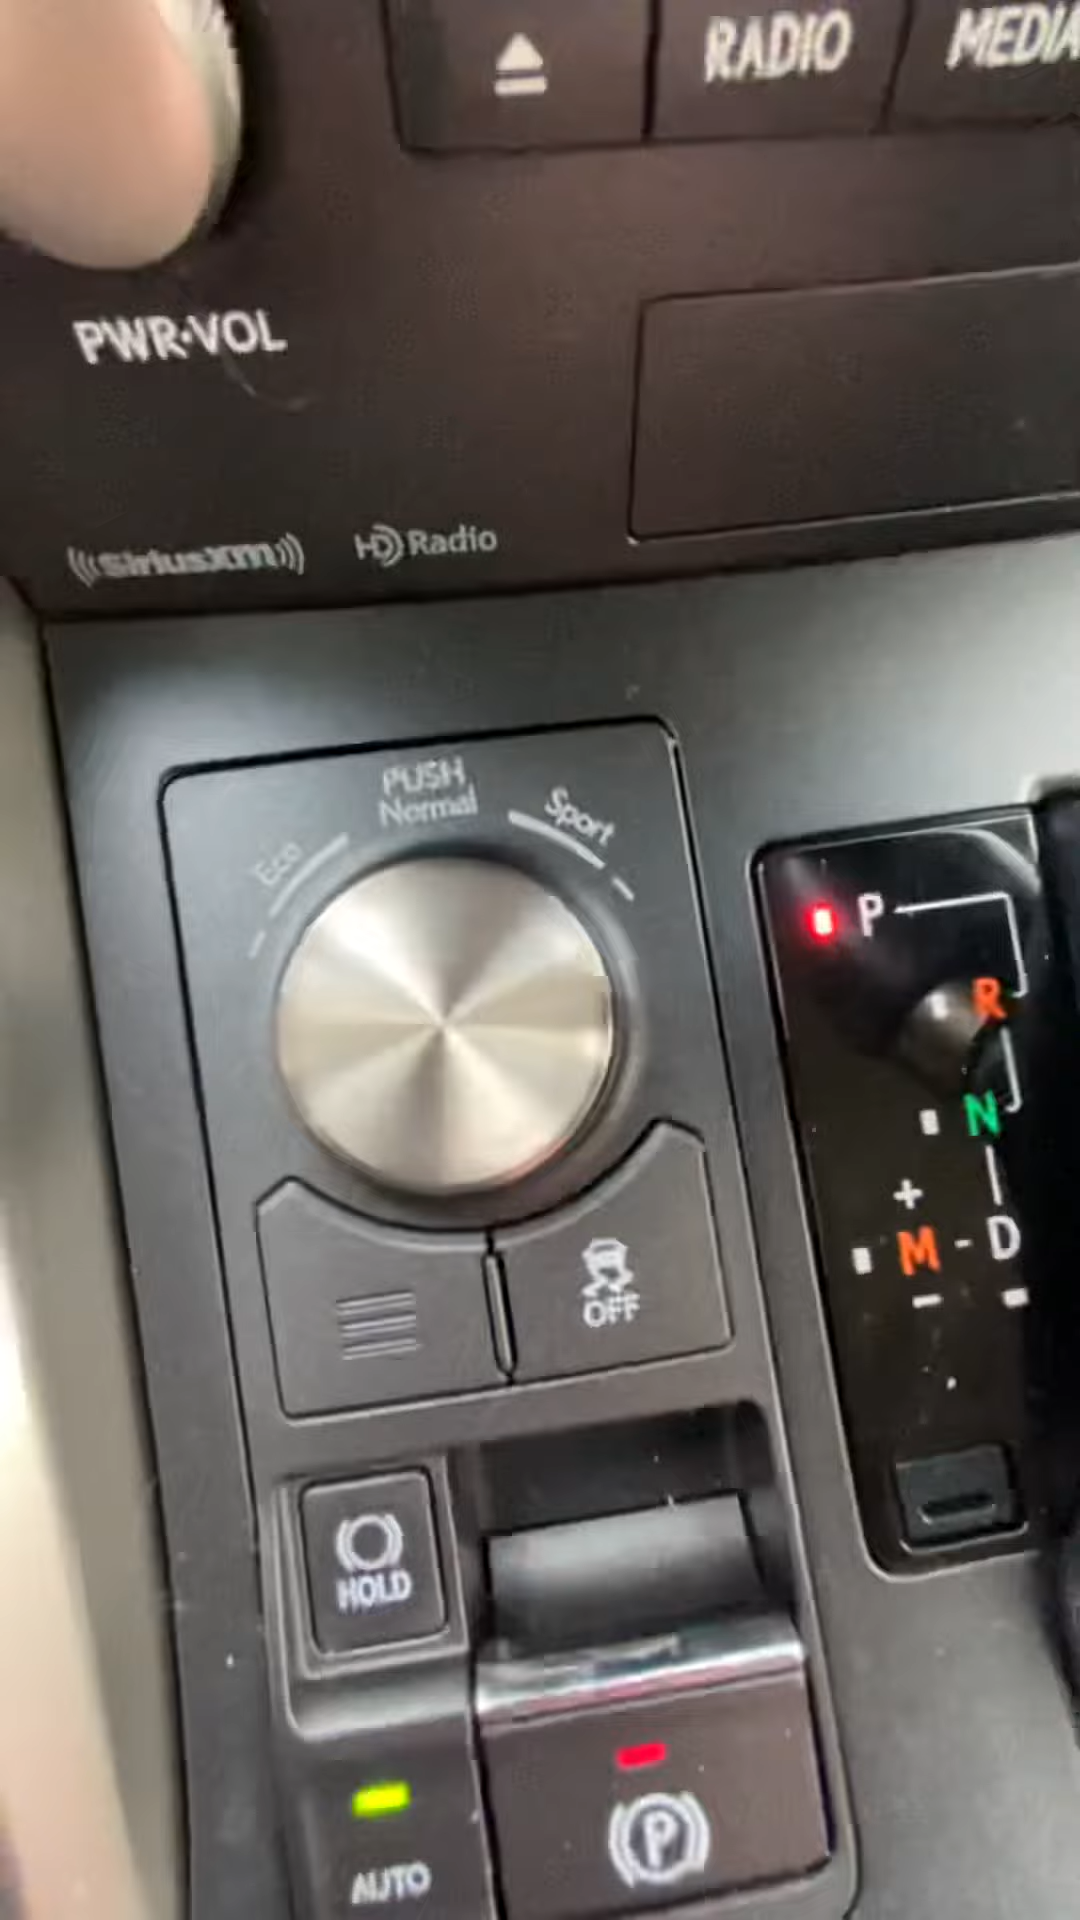 RADIO
MEDIA
PWR·VOL
SiriusXM
HD Radio
PUSH
Normal
Eco
Sport
P
R
N
+
M - D
–
OFF
HOLD
AUTO
P